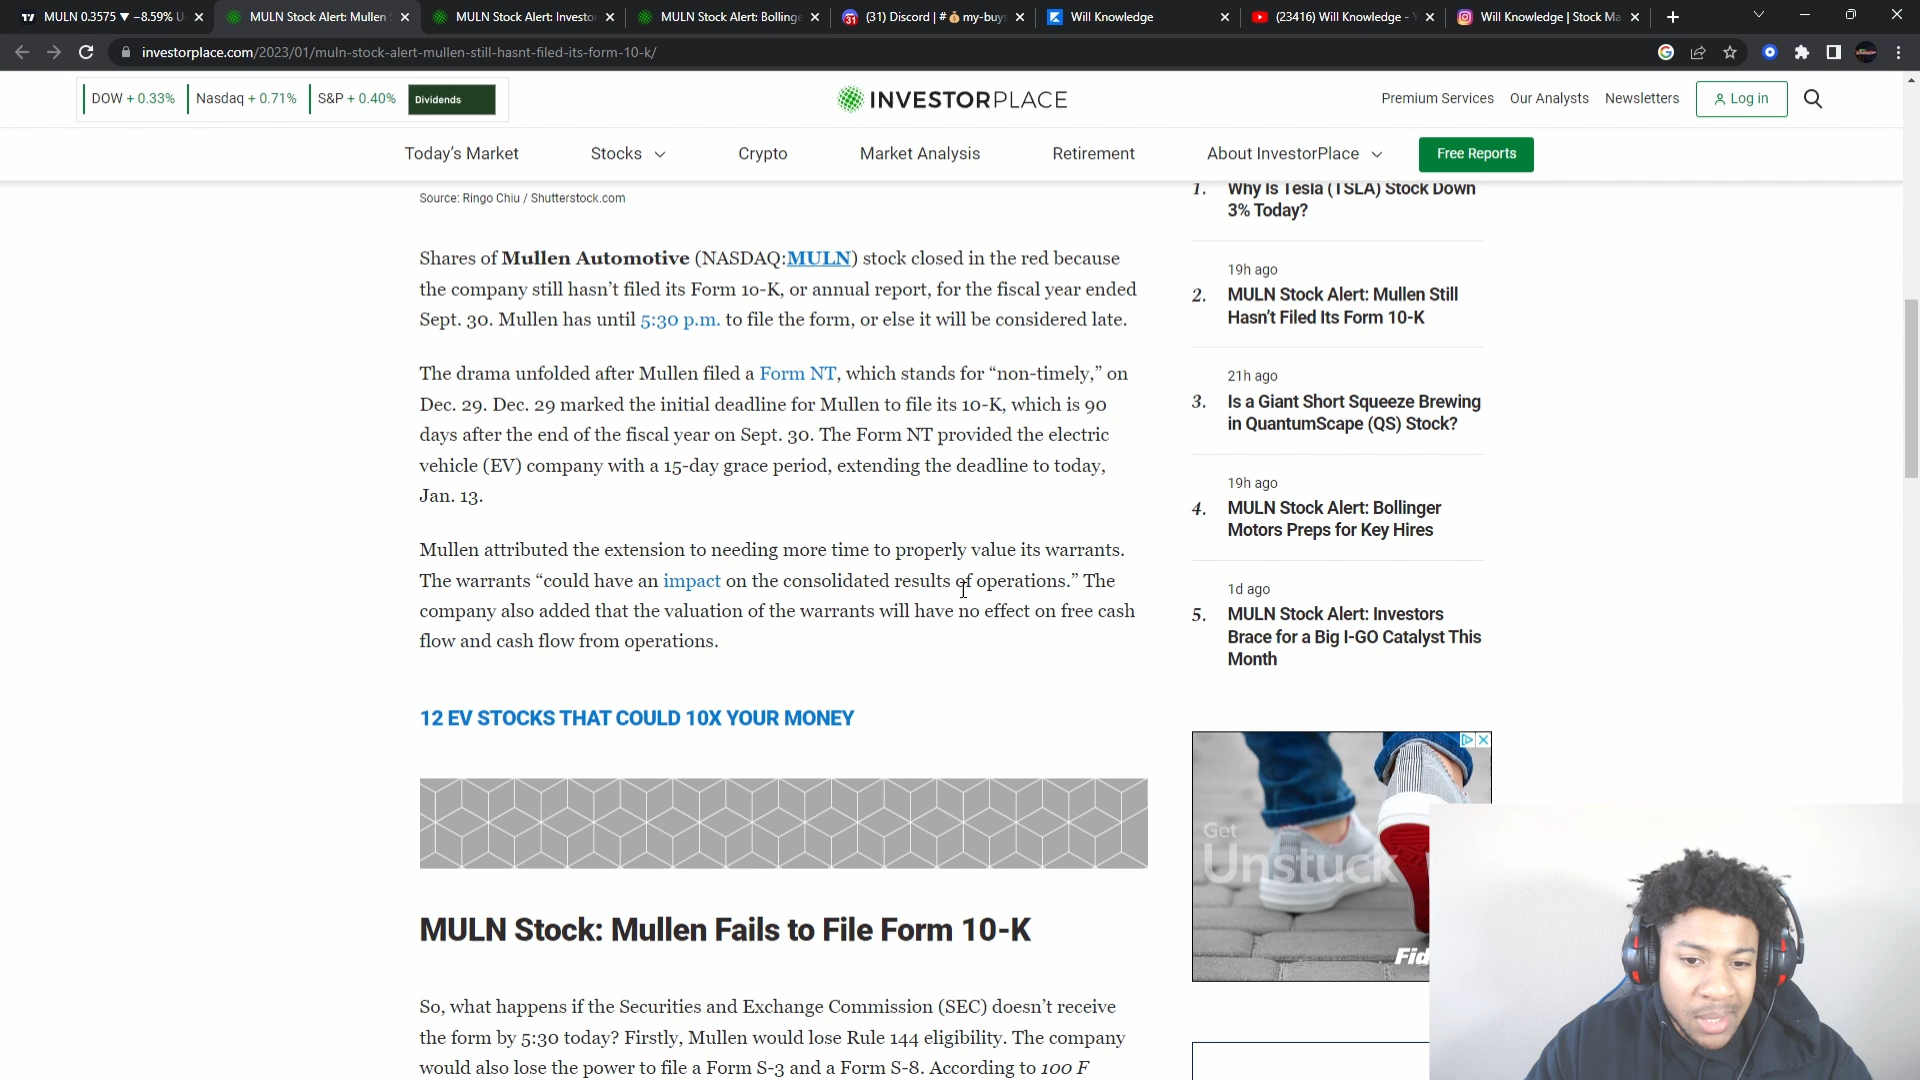 MULN 0.3575 ▼ −8.59% U
MULN Stock Alert: Mullen
MULN Stock Alert: Investo
MULN Stock Alert: Bollinge
(31) Discord | #💰my-buy
Will Knowledge
(23416) Will Knowledge -
Will Knowledge | Stock Ma
investorplace.com/2023/01/muln-stock-alert-mullen-still-hasnt-filed-its-form-10-k/
DOW + 0.33%
Nasdaq + 0.71%
S&P + 0.40%
Dividends
INVESTORPLACE
Premium Services
Our Analysts
Newsletters
Log in
Today's Market
Stocks
Crypto
Market Analysis
Retirement
About InvestorPlace
Free Reports
Source: Ringo Chiu / Shutterstock.com
Shares of Mullen Automotive (NASDAQ:MULN) stock closed in the red because
the company still hasn't filed its Form 10-K, or annual report, for the fiscal year ended
Sept. 30. Mullen has until 5:30 p.m. to file the form, or else it will be considered late.
The drama unfolded after Mullen filed a Form NT, which stands for “non-timely,” on
Dec. 29. Dec. 29 marked the initial deadline for Mullen to file its 10-K, which is 90
days after the end of the fiscal year on Sept. 30. The Form NT provided the electric
vehicle (EV) company with a 15-day grace period, extending the deadline to today,
Jan. 13.
Mullen attributed the extension to needing more time to properly value its warrants.
The warrants “could have an impact on the consolidated results of operations.” The
company also added that the valuation of the warrants will have no effect on free cash
flow and cash flow from operations.
12 EV STOCKS THAT COULD 10X YOUR MONEY
MULN Stock: Mullen Fails to File Form 10-K
So, what happens if the Securities and Exchange Commission (SEC) doesn't receive
the form by 5:30 today? Firstly, Mullen would lose Rule 144 eligibility. The company
would also lose the power to file a Form S-3 and a Form S-8. According to 100 F
1. Why Is Tesla (TSLA) Stock Down
3% Today?
19h ago
2. MULN Stock Alert: Mullen Still
Hasn't Filed Its Form 10-K
21h ago
3. Is a Giant Short Squeeze Brewing
in QuantumScape (QS) Stock?
19h ago
4. MULN Stock Alert: Bollinger
Motors Preps for Key Hires
1d ago
5. MULN Stock Alert: Investors
Brace for a Big I-GO Catalyst This
Month
Get
Unstuck
Fid